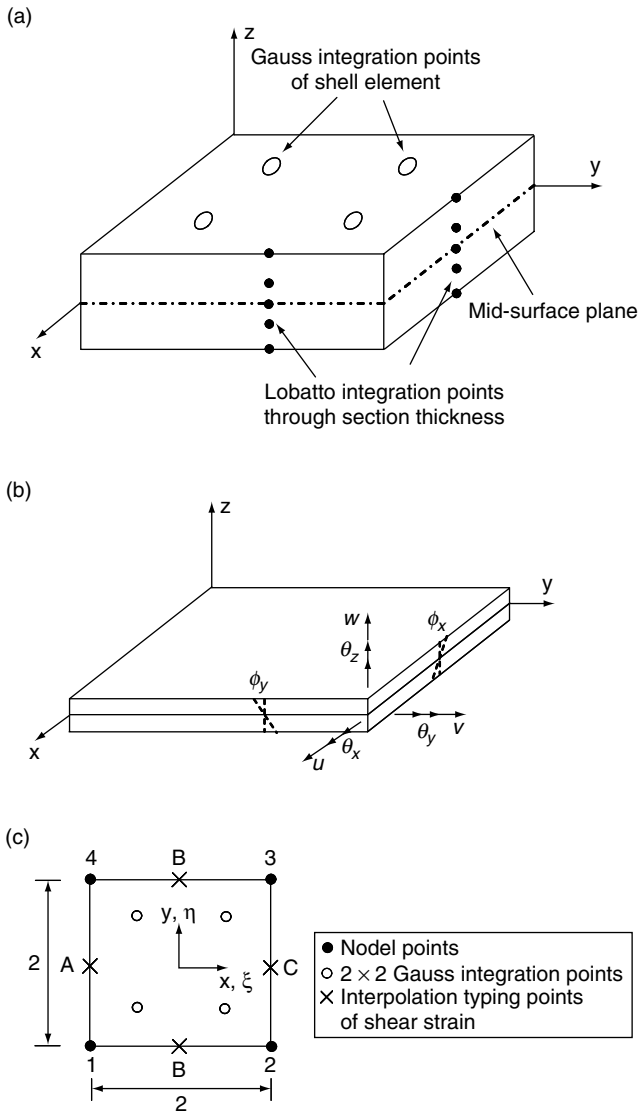 (a)
z
Gauss integration points
of shell element
y
Mid-surface plane
x
Lobatto integration points
through section thickness
(b)
z
y
w
ϕx
θz
ϕy
x
θx
u
θy
v
(c)
4
B
3
y, η
2
A
x, ξ
C
1
B
2
2
Nodel points
2 × 2 Gauss integration points
Interpolation typing points
of shear strain